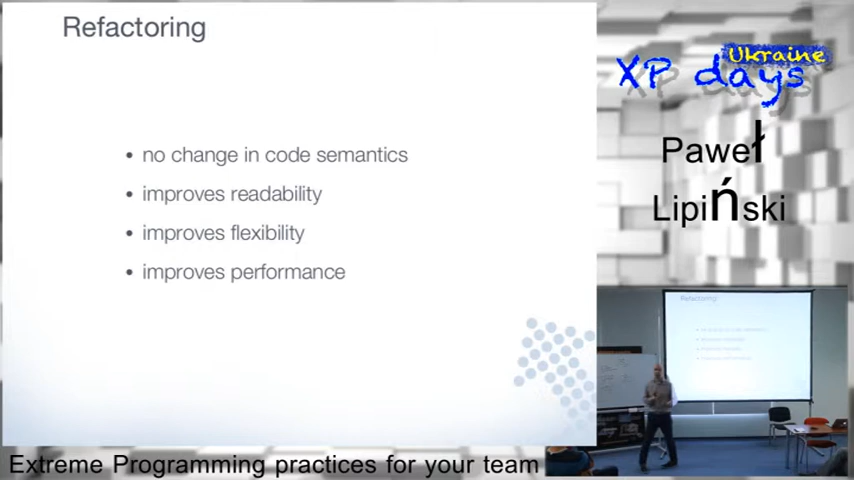 Refactoring
• no change in code semantics
• improves readability
• improves flexibility
• improves performance
Ukraine
XP days
Paweł
Lipiński
Refactoring
Extreme Programming practices for your team